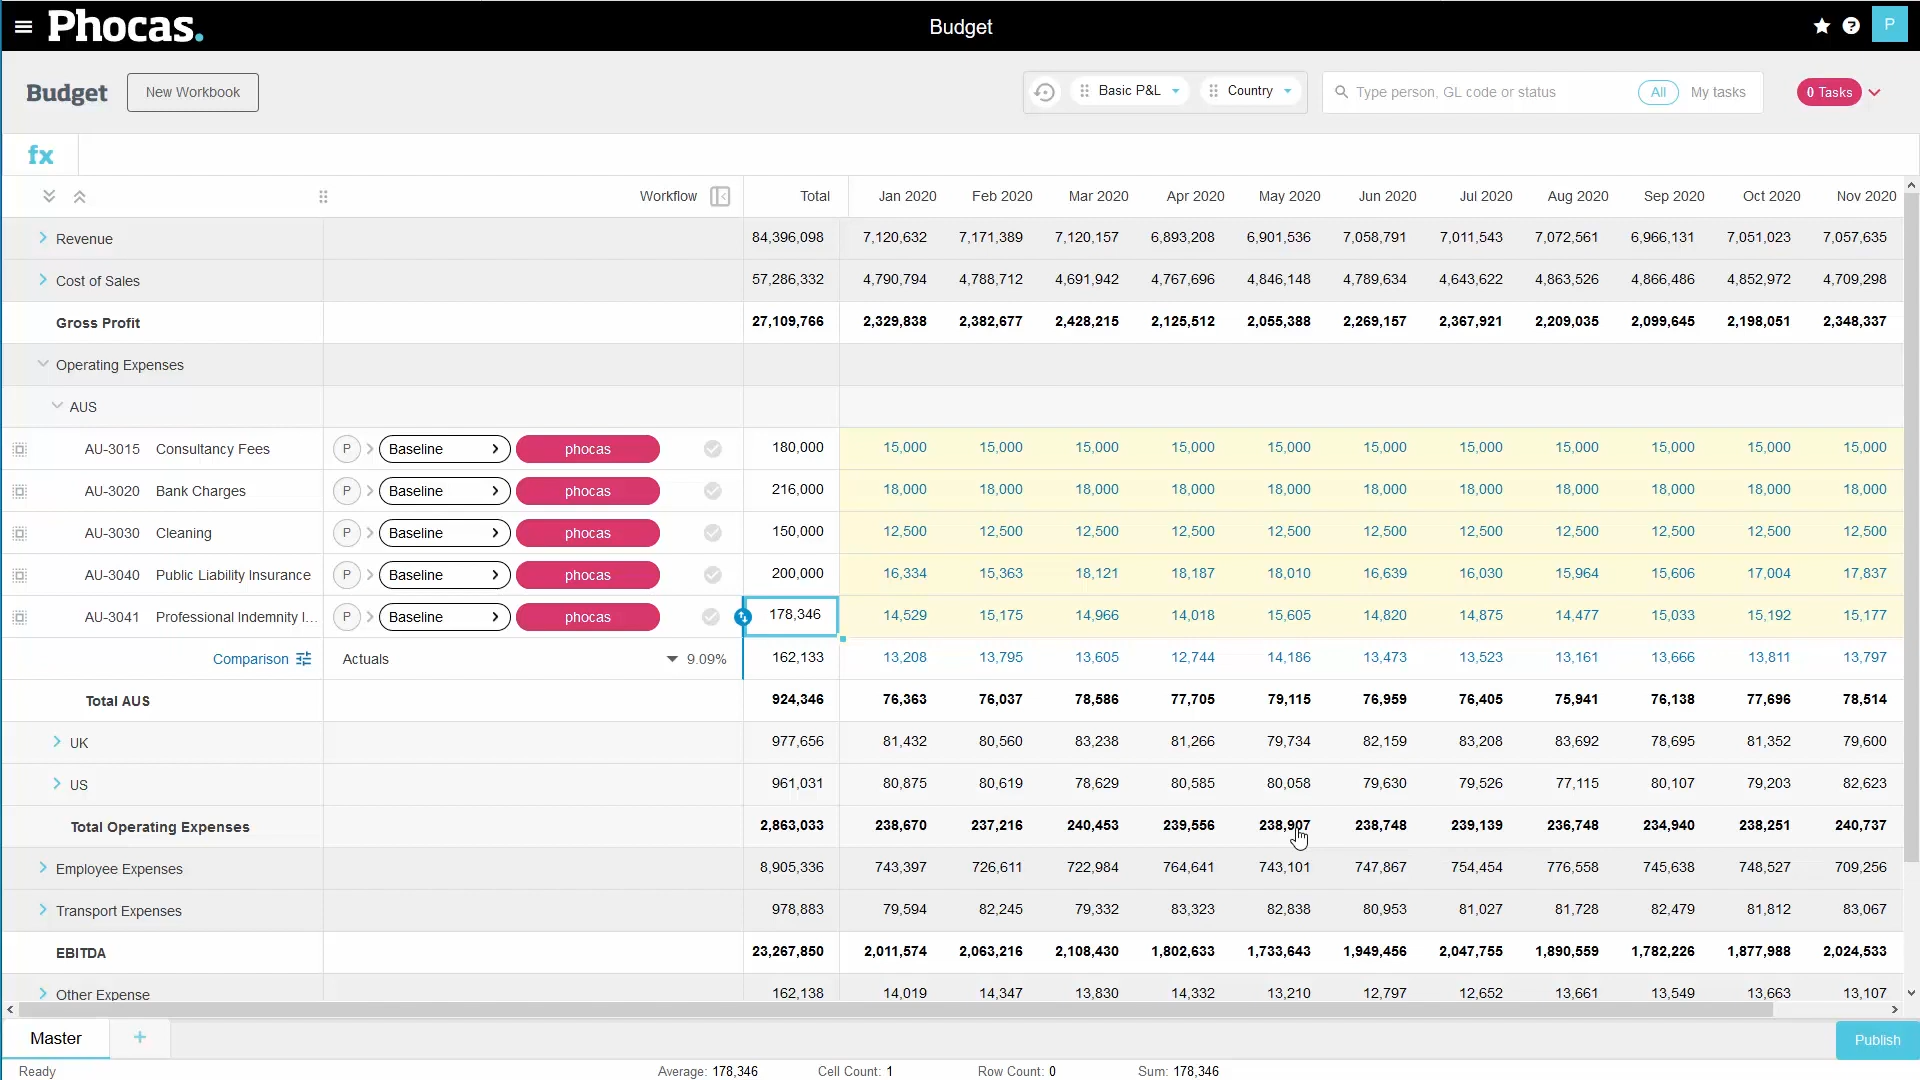 Phocas.
Budget
? P
Budget New Workbook Basic P&L Country Type person, GL code or status All My tasks 0 Tasks
fx
Workflow Total Jan 2020 Feb 2020 Mar 2020 Apr 2020 May 2020 Jun 2020 Jul 2020 Aug 2020 Sep 2020 Oct 2020 Nov 2020
Revenue 84,396,098 7,120,632 7,171,389 7,120,157 6,893,208 6,901,536 7,058,791 7,011,543 7,072,561 6,966,131 7,051,023 7,057,635
Cost of Sales 57,286,332 4,790,794 4,788,712 4,691,942 4,767,696 4,846,148 4,789,634 4,643,622 4,863,526 4,866,486 4,852,972 4,709,298
Gross Profit 27,109,766 2,329,838 2,382,677 2,428,215 2,125,512 2,055,388 2,269,157 2,367,921 2,209,035 2,099,645 2,198,051 2,348,337
Operating Expenses
AUS
AU-3015 Consultancy Fees P Baseline phocas 180,000 15,000 15,000 15,000 15,000 15,000 15,000 15,000 15,000 15,000 15,000 15,000
AU-3020 Bank Charges P Baseline phocas 216,000 18,000 18,000 18,000 18,000 18,000 18,000 18,000 18,000 18,000 18,000 18,000
AU-3030 Cleaning P Baseline phocas 150,000 12,500 12,500 12,500 12,500 12,500 12,500 12,500 12,500 12,500 12,500 12,500
AU-3040 Public Liability Insurance P Baseline phocas 200,000 16,334 15,363 18,121 18,187 18,010 16,639 16,030 15,964 15,606 17,004 17,837
AU-3041 Professional Indemnity I... P Baseline phocas 178,346 14,529 15,175 14,966 14,018 15,605 14,820 14,875 14,477 15,033 15,192 15,177
Comparison Actuals 9.09% 162,133 13,208 13,795 13,605 12,744 14,186 13,473 13,523 13,161 13,666 13,811 13,797
Total AUS 924,346 76,363 76,037 78,586 77,705 79,115 76,959 76,405 75,941 76,138 77,696 78,514
UK 977,656 81,432 80,560 83,238 81,266 79,734 82,159 83,208 83,692 78,695 81,352 79,600
US 961,031 80,875 80,619 78,629 80,585 80,058 79,630 79,526 77,115 80,107 79,203 82,623
Total Operating Expenses 2,863,033 238,670 237,216 240,453 239,556 238,907 238,748 239,139 236,748 234,940 238,251 240,737
Employee Expenses 8,905,336 743,397 726,611 722,984 764,641 743,101 747,867 754,454 776,558 745,638 748,527 709,256
Transport Expenses 978,883 79,594 82,245 79,332 83,323 82,838 80,953 81,027 81,728 82,479 81,812 83,067
EBITDA 23,267,850 2,011,574 2,063,216 2,108,430 1,802,633 1,733,643 1,949,456 2,047,755 1,890,559 1,782,226 1,877,988 2,024,533
Other Expense 162,138 14,019 14,347 13,830 14,332 13,210 12,797 12,652 13,661 13,549 13,663 13,107
Master + Publish
Ready Average: 178,346 Cell Count: 1 Row Count: 0 Sum: 178,346